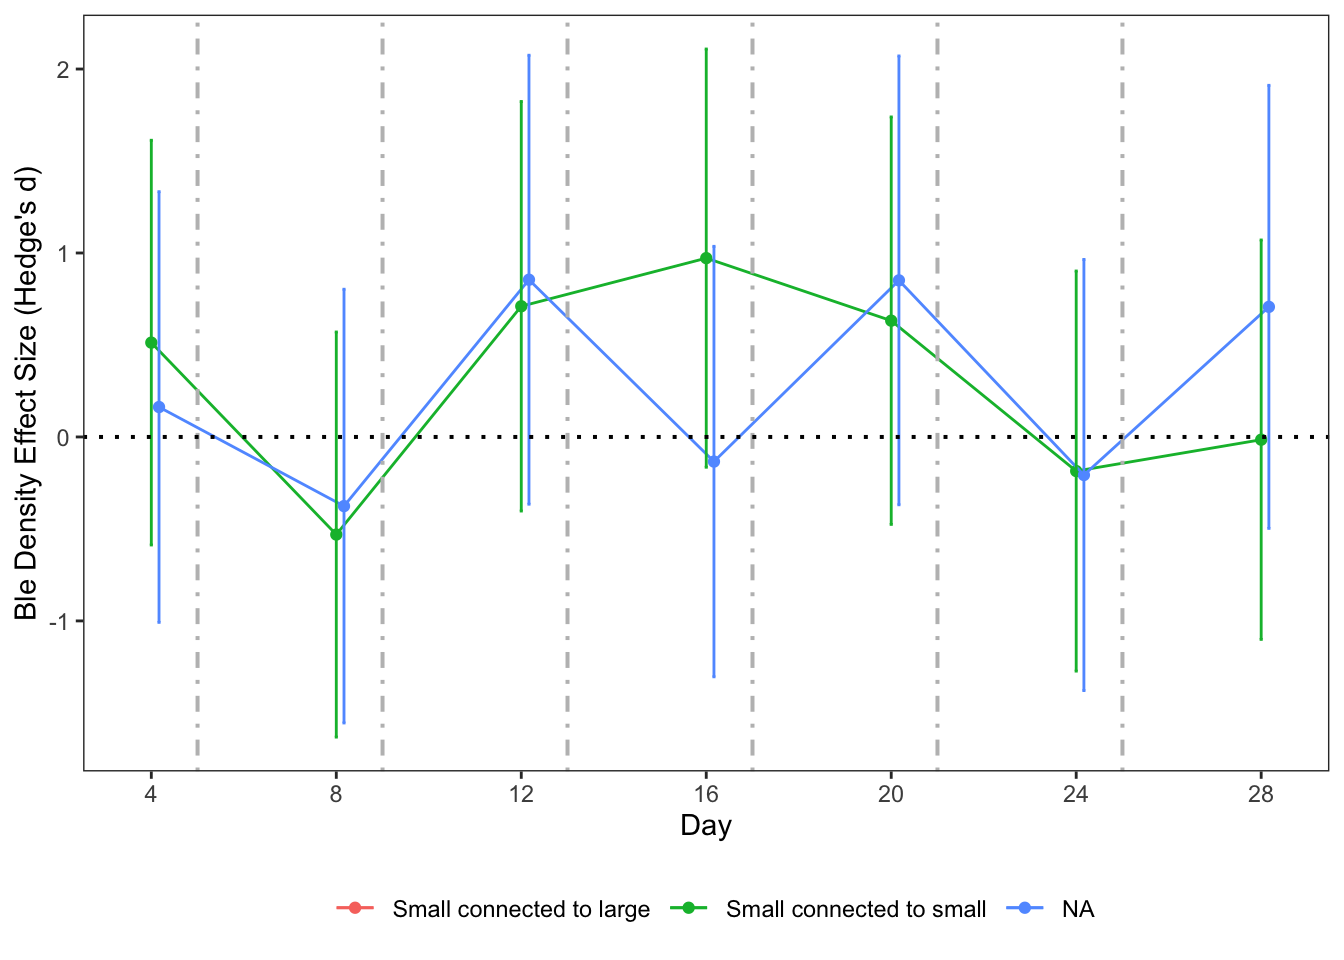 Ble Density Effect Size (Hedge's d)
2
1
0
-1
4 8 12 16 20 24 28
Day
Small connected to large Small connected to small NA